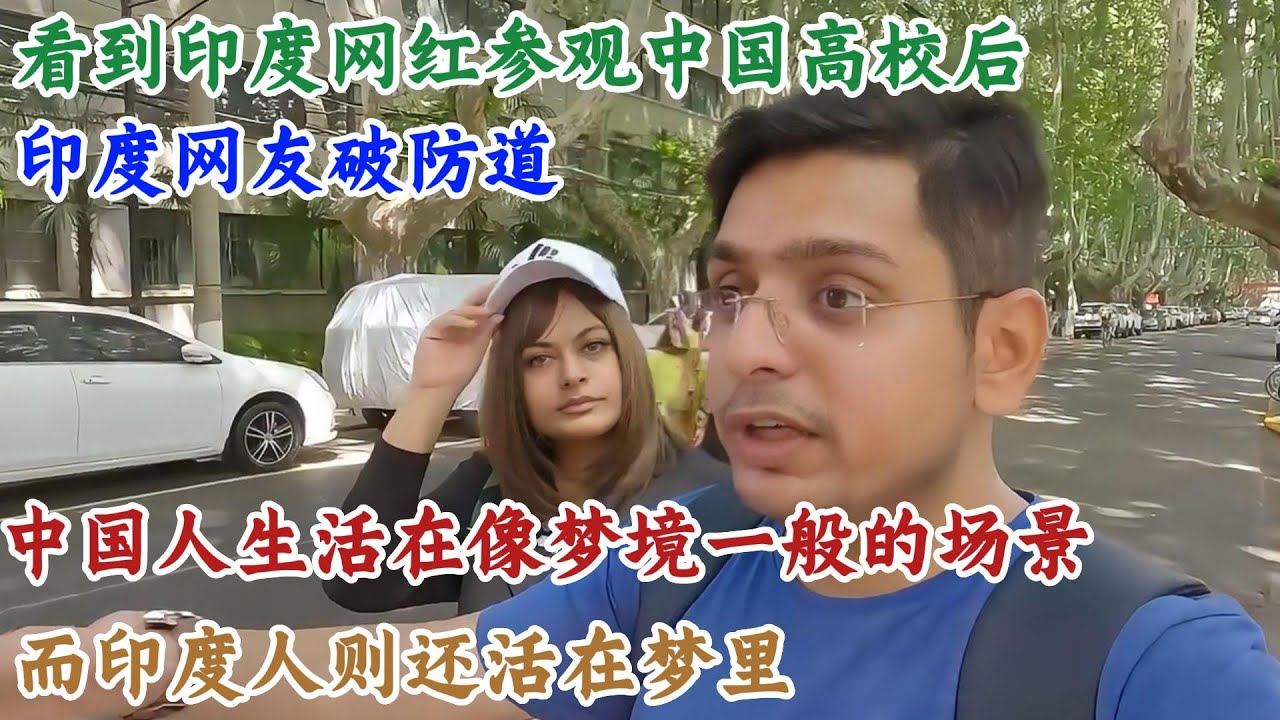 看到印度网红参观中国高校后
印度网友破防道
中国人生活在像梦境一般的场景
而印度人则还活在梦里